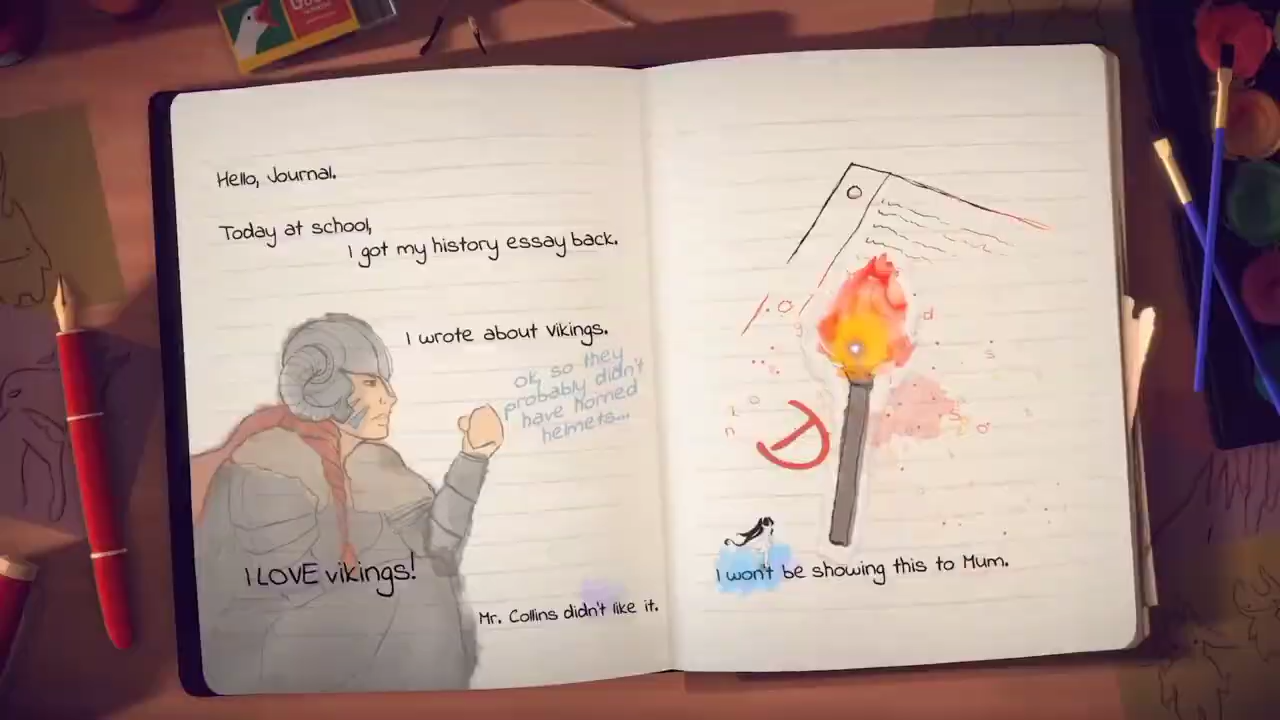 Hello, Journal.
Today at school,
I got my history essay back.
I wrote about vikings.
ok, so they
probably didn't
have horned
helmets...
I LOVE vikings!
Mr. Collins didn't like it.
D
I won't be showing this to Mum.